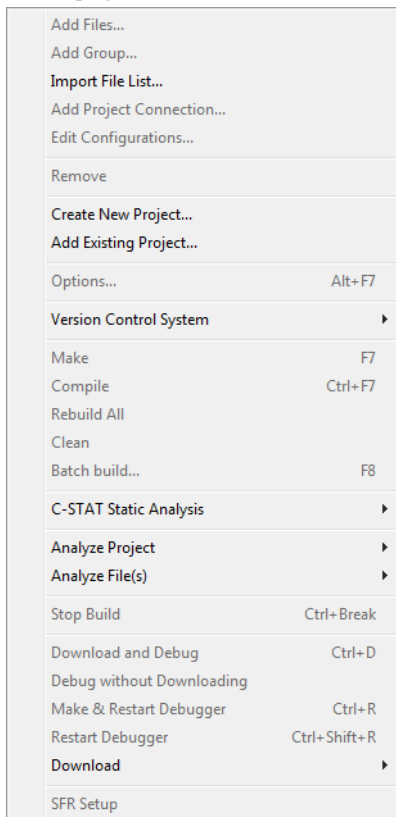 Add Files...
Add Group...
Import File List...
Add Project Connection...
Edit Configurations...
Remove
Create New Project...
Add Existing Project...
Options... Alt+F7
Version Control System
Make F7
Compile Ctrl+F7
Rebuild All
Clean
Batch build... F8
C-STAT Static Analysis
Analyze Project
Analyze File(s)
Stop Build Ctrl+Break
Download and Debug Ctrl+D
Debug without Downloading
Make & Restart Debugger Ctrl+R
Restart Debugger Ctrl+Shift+R
Download
SFR Setup